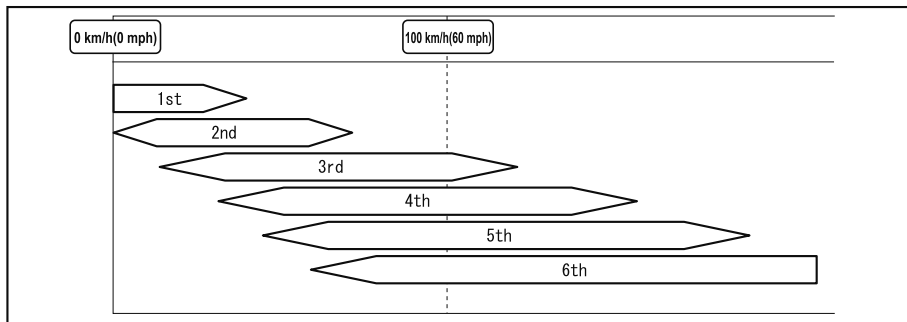 0 km/h(0 mph)
100 km/h(60 mph)
1st
2nd
3rd
4th
5th
6th